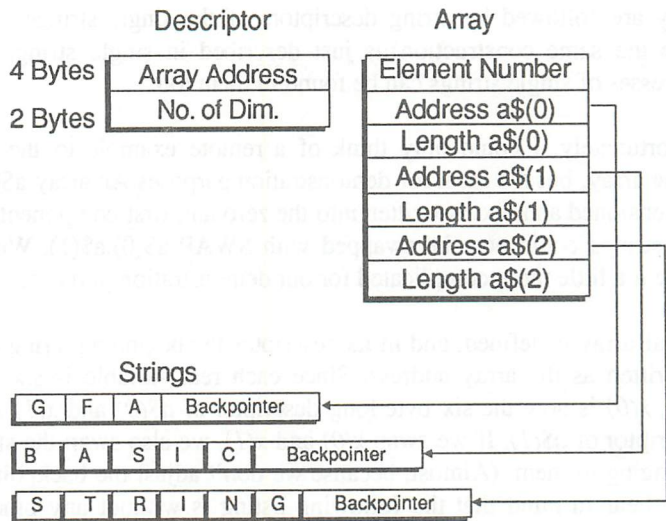 Descriptor
Array
4 Bytes
Array Address
2 Bytes
No. of Dim.
Element Number
Address a$(0)
Length a$(0)
Address a$(1)
Length a$(1)
Address a$(2)
Length a$(2)
Strings
G F A Backpointer
B A S I C Backpointer
S T R I N G Backpointer